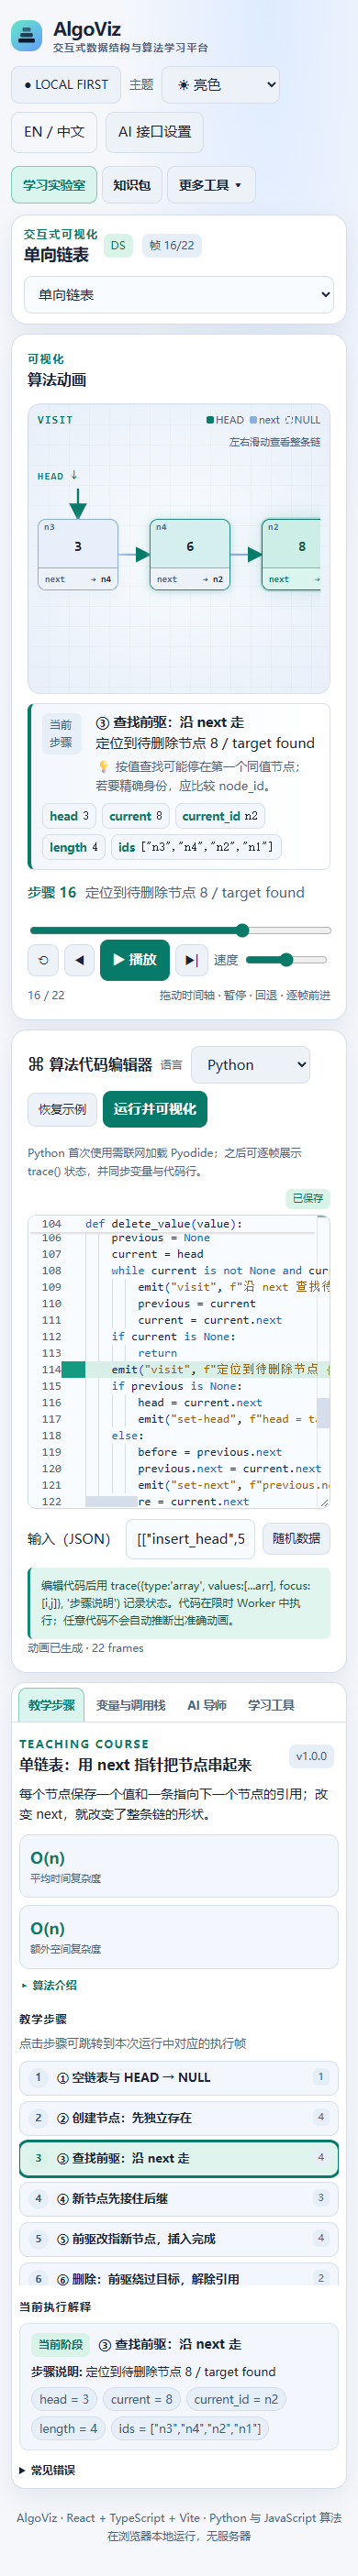 AlgoViz
交互式数据结构与算法学习平台
● LOCAL FIRST 主题 ☀ 亮色
EN / 中文 AI 接口设置
学习实验室 知识包 更多工具 ▾
交互式可视化
单向链表 DS 帧 16/22
单向链表
可视化
算法动画
VISIT HEAD next NULL
左右滑动查看整条链
HEAD ↓
n3 n4 n2
3 6 8
next → n4 next → n2 next →
当前步骤 ③ 查找前驱：沿 next 走
定位到待删除节点 8 / target found
💡 按值查找可能停在第一个同值节点；
若要精确身份，应比较 node_id。
head 3 current 8 current_id n2
length 4 ids ["n3","n4","n2","n1"]
步骤 16 定位到待删除节点 8 / target found
⟲ ◀ ▶ 播放 ▶| 速度
16 / 22 拖动时间轴 · 暂停 · 回退 · 逐帧前进
⌘ 算法代码编辑器 语言 Python
恢复示例 运行并可视化
Python 首次使用需联网加载 Pyodide；之后可逐帧展示
trace() 状态，并同步变量与代码行。
已保存
104 def delete_value(value):
106 previous = None
107 current = head
108 while current is not None and cur
109 emit("visit", f"沿 next 查找待
110 previous = current
111 current = current.next
112 if current is None:
113 return
114 emit("visit", f"定位到待删除节点 {
115 if previous is None:
116 head = current.next
117 emit("set-head", f"head = ta
118 else:
119 before = previous.next
120 previous.next = current.next
121 emit("set-next", f"previous.ne
122 re = current.next
输入（JSON） [["insert_head",5 随机数据
编辑代码后用 trace({type:'array', values:[...arr], focus:
[i,j]}, '步骤说明') 记录状态。代码在限时 Worker 中执
行；任意代码不会自动推断出准确动画。
动画已生成 · 22 frames
教学步骤 变量与调用栈 AI 导师 学习工具
TEACHING COURSE
单链表：用 next 指针把节点串起来 v1.0.0
每个节点保存一个值和一条指向下一个节点的引用；改
变 next，就改变了整条链的形状。
O(n)
平均时间复杂度
O(n)
额外空间复杂度
▸ 算法介绍
教学步骤
点击步骤可跳转到本次运行中对应的执行帧
1 ① 空链表与 HEAD → NULL 1
2 ② 创建节点：先独立存在 4
3 ③ 查找前驱：沿 next 走 4
4 ④ 新节点先接住后继 3
5 ⑤ 前驱改指新节点，插入完成 4
6 ⑥ 删除：前驱绕过目标，解除引用 2
当前执行解释
当前阶段 ③ 查找前驱：沿 next 走
步骤说明: 定位到待删除节点 8 / target found
head = 3 current = 8 current_id = n2
length = 4 ids = ["n3","n4","n2","n1"]
▶ 常见错误
AlgoViz · React + TypeScript + Vite · Python 与 JavaScript 算法
在浏览器本地运行，无服务器